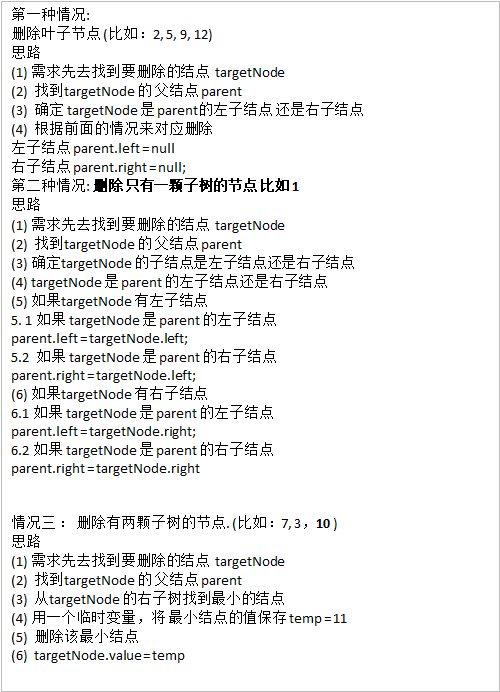 第一种情况:
删除叶子节点 (比如：2, 5, 9, 12)
思路
(1) 需求先去找到要删除的结点 targetNode
(2) 找到targetNode 的 父结点 parent
(3) 确定 targetNode 是 parent的左子结点 还是右子结点
(4) 根据前面的情况来对应删除
左子结点 parent.left = null
右子结点 parent.right = null;
第二种情况: 删除只有一颗子树的节点 比如 1
思路
(1) 需求先去找到要删除的结点 targetNode
(2) 找到targetNode 的 父结点 parent
(3) 确定targetNode 的子结点是左子结点还是右子结点
(4) targetNode 是 parent 的左子结点还是右子结点
(5) 如果targetNode 有左子结点
5. 1 如果 targetNode 是 parent 的左子结点
parent.left = targetNode.left;
5.2 如果 targetNode 是 parent 的右子结点
parent.right = targetNode.left;
(6) 如果targetNode 有右子结点
6.1 如果 targetNode 是 parent 的左子结点
parent.left = targetNode.right;
6.2 如果 targetNode 是 parent 的右子结点
parent.right = targetNode.right
情况三 ： 删除有两颗子树的节点. (比如：7, 3，10 )
思路
(1) 需求先去找到要删除的结点 targetNode
(2) 找到targetNode 的 父结点 parent
(3) 从targetNode 的右子树找到最小的结点
(4) 用一个临时变量，将 最小结点的值保存 temp = 11
(5) 删除该最小结点
(6) targetNode.value = temp